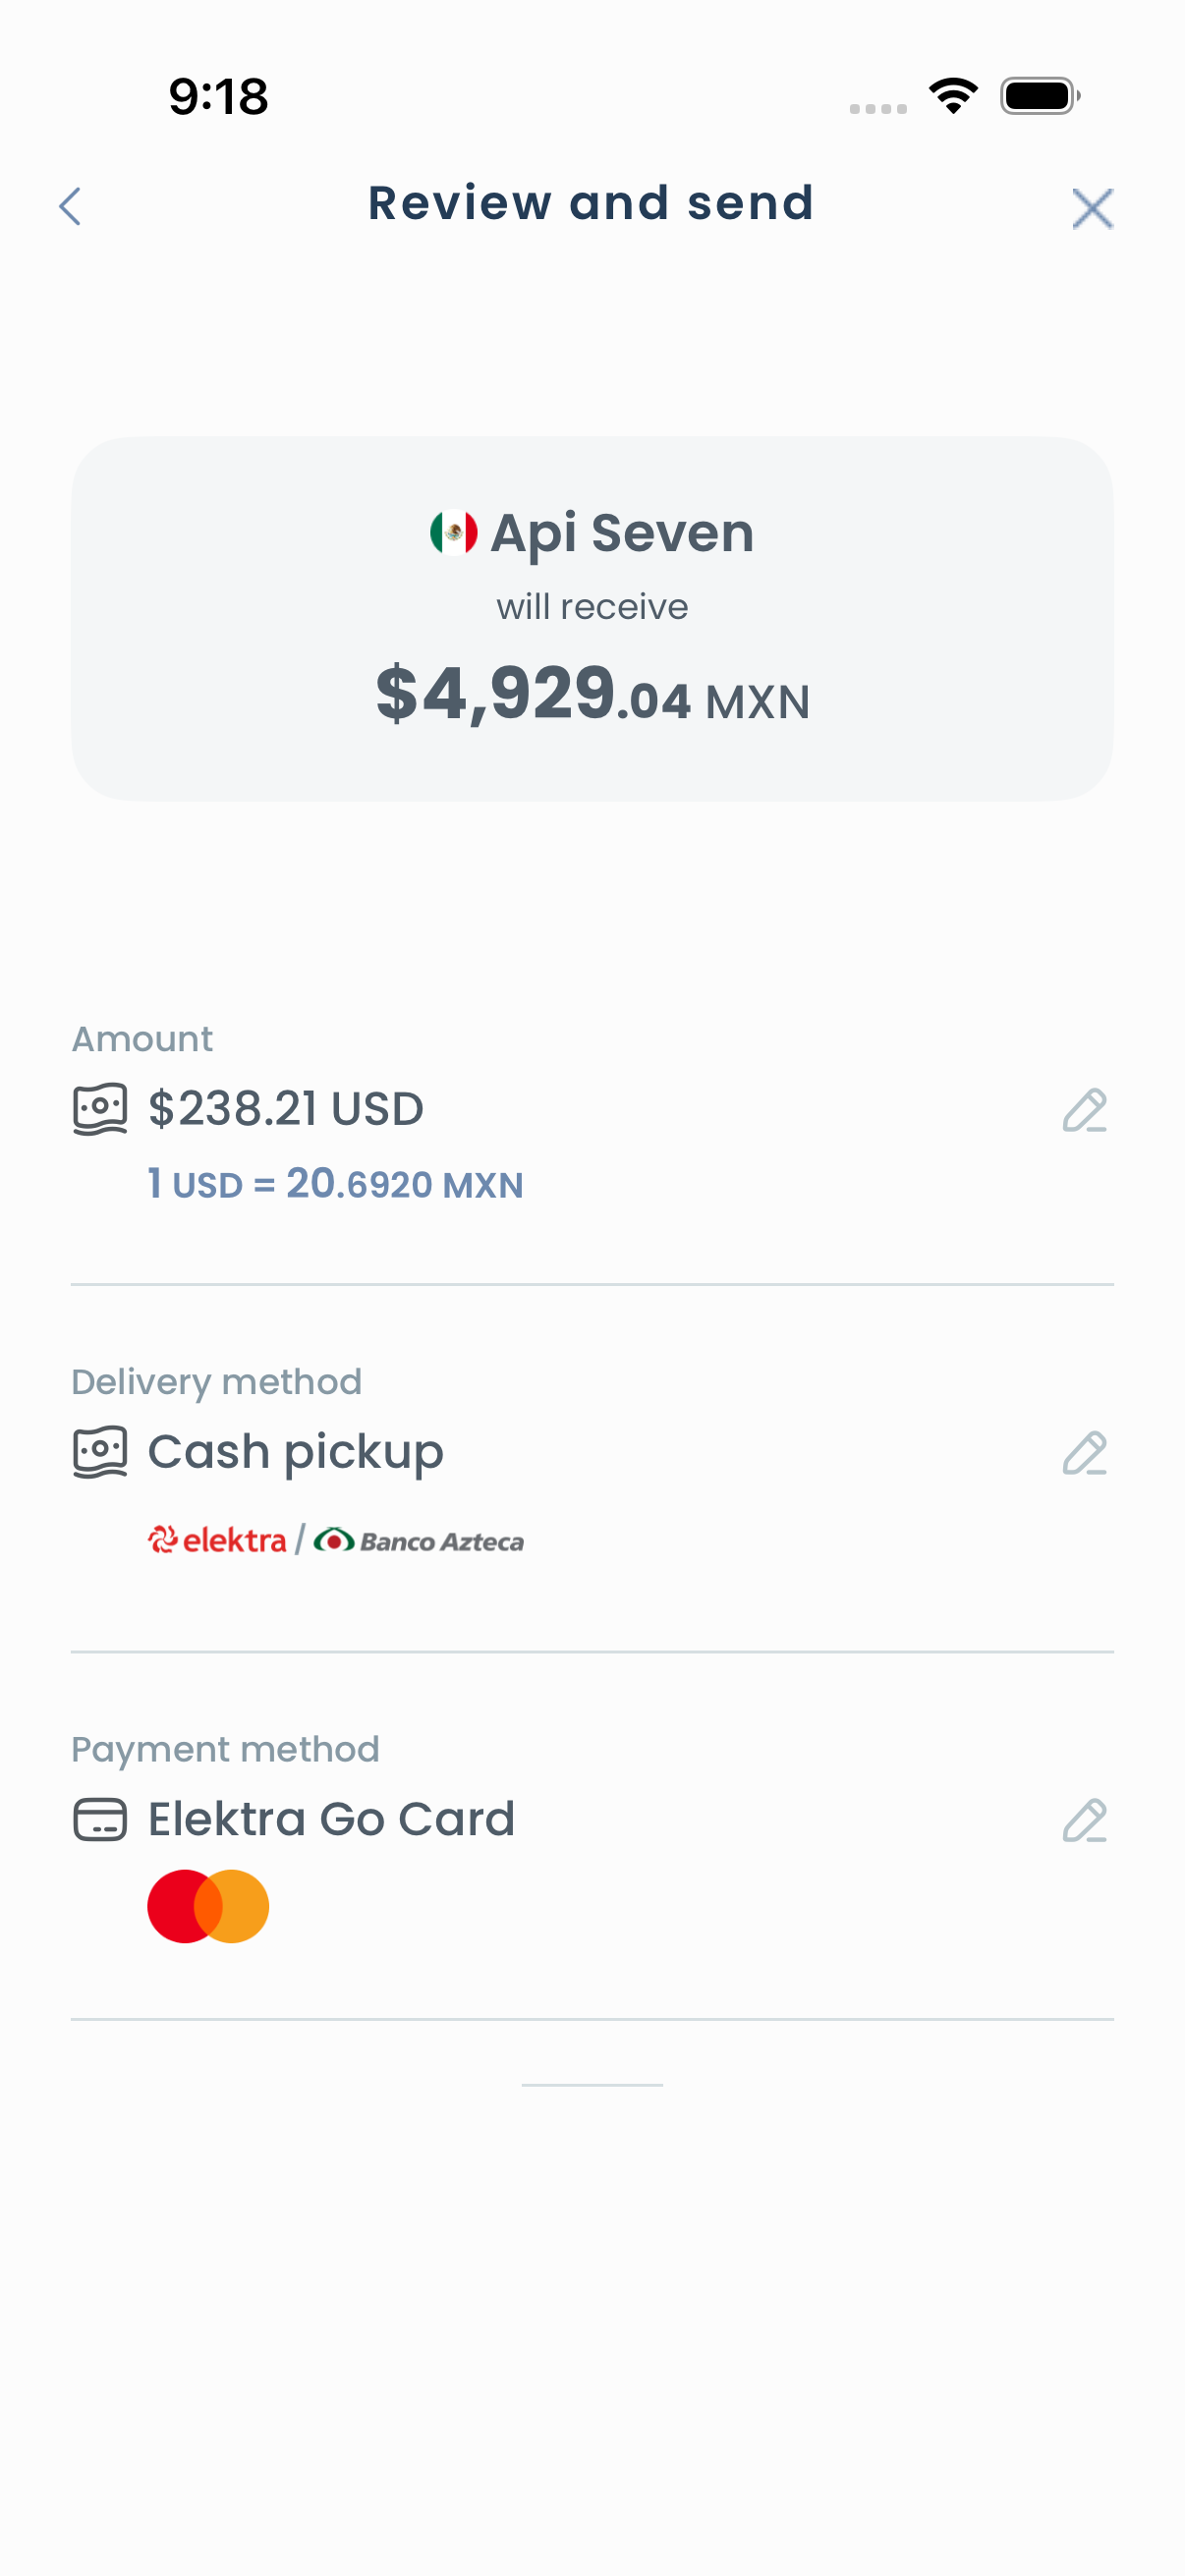 9:18
Review and send
Api Seven
will receive
$4,929.04 MXN
Amount
$238.21 USD
1 USD = 20.6920 MXN
Delivery method
Cash pickup
elektra / Banco Azteca
Payment method
Elektra Go Card